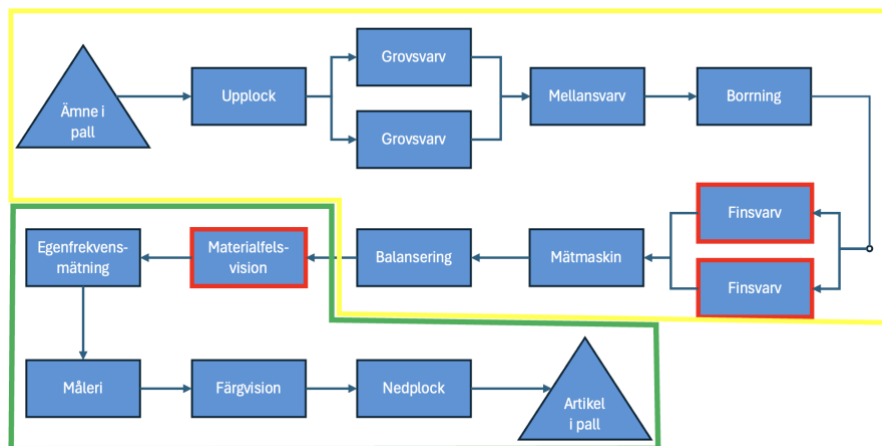 Ämne i
pall
Upplock
Grovsvarv
Grovsvarv
Mellansvarv
Borrning
Finsvarv
Finsvarv
Mätmaskin
Balansering
Materialfels-
vision
Egenfrekvens-
mätning
Måleri
Färgvision
Nedplock
Artikel
i pall